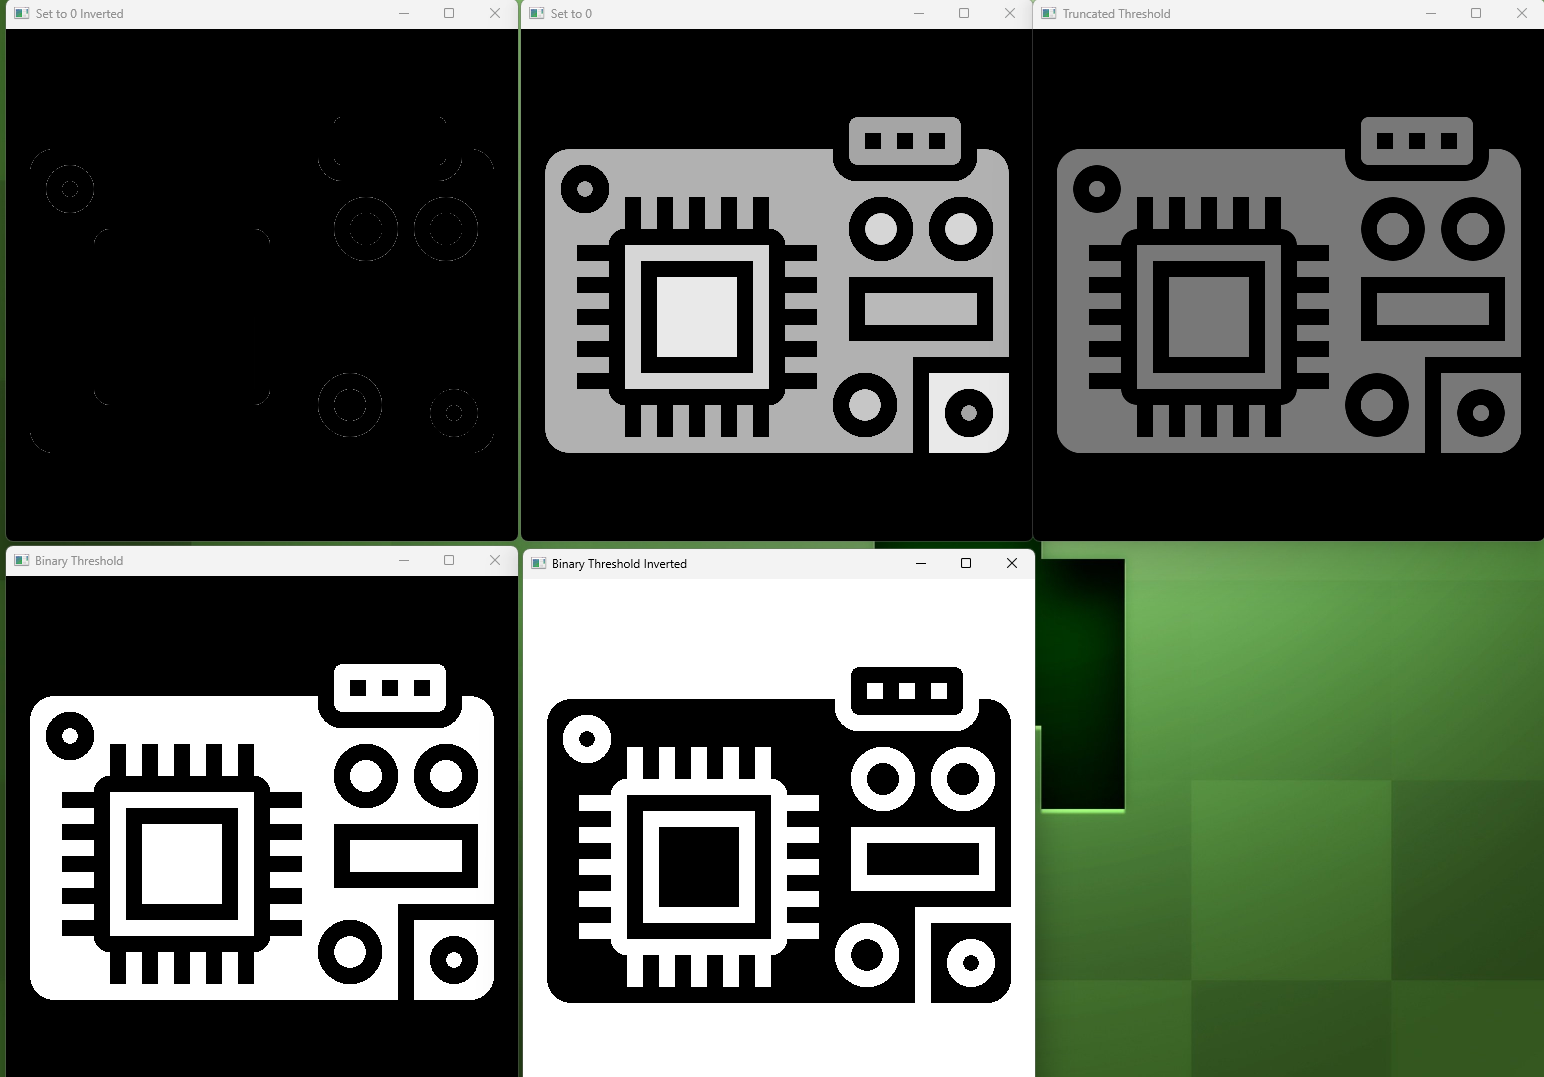 Set to 0 Inverted
Set to 0
Truncated Threshold
Binary Threshold
Binary Threshold Inverted